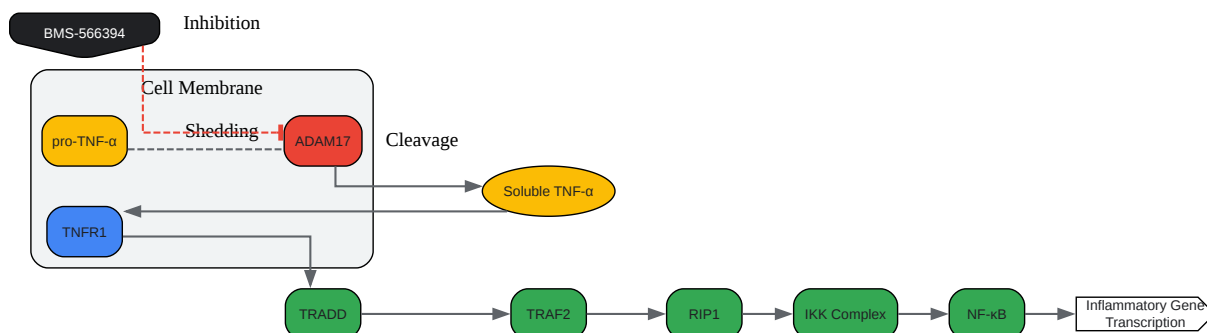 Inhibition
BMS-566394
Cell Membrane
Shedding
pro-TNF-α
ADAM17
Cleavage
Soluble TNF-α
TNFR1
TRADD
TRAF2
RIP1
IKK Complex
NF-κB
Inflammatory Gene
Transcription